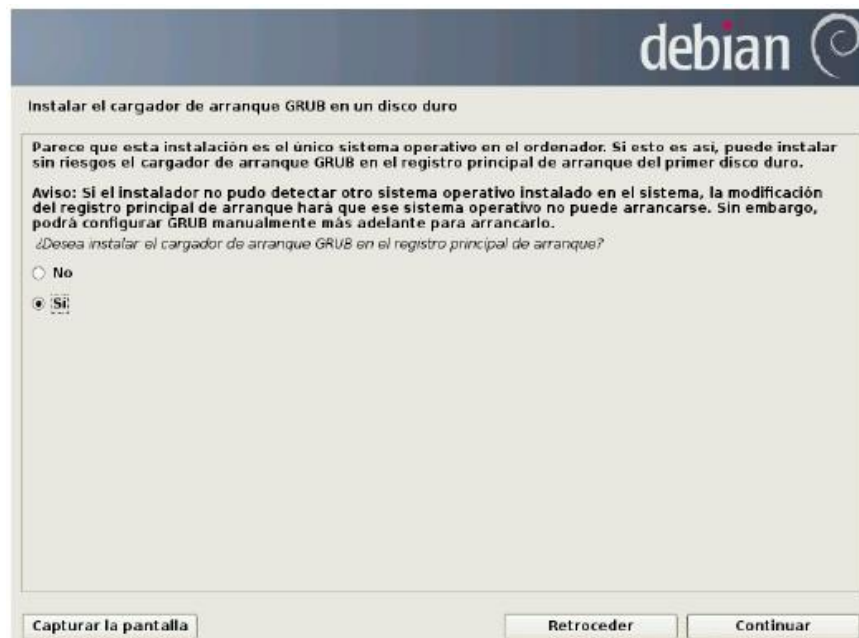 debian
Instalar el cargador de arranque GRUB en un disco duro
Parece que esta instalación es el único sistema operativo en el ordenador. Si esto es así, puede instalar
sin riesgos el cargador de arranque GRUB en el registro principal de arranque del primer disco duro.
Aviso: Si el instalador no pudo detectar otro sistema operativo instalado en el sistema, la modificación
del registro principal de arranque hará que ese sistema operativo no puede arrancarse. Sin embargo,
podrá configurar GRUB manualmente más adelante para arrancarlo.
¿Desea instalar el cargador de arranque GRUB en el registro principal de arranque?
No
Sí
Capturar la pantalla
Retroceder
Continuar